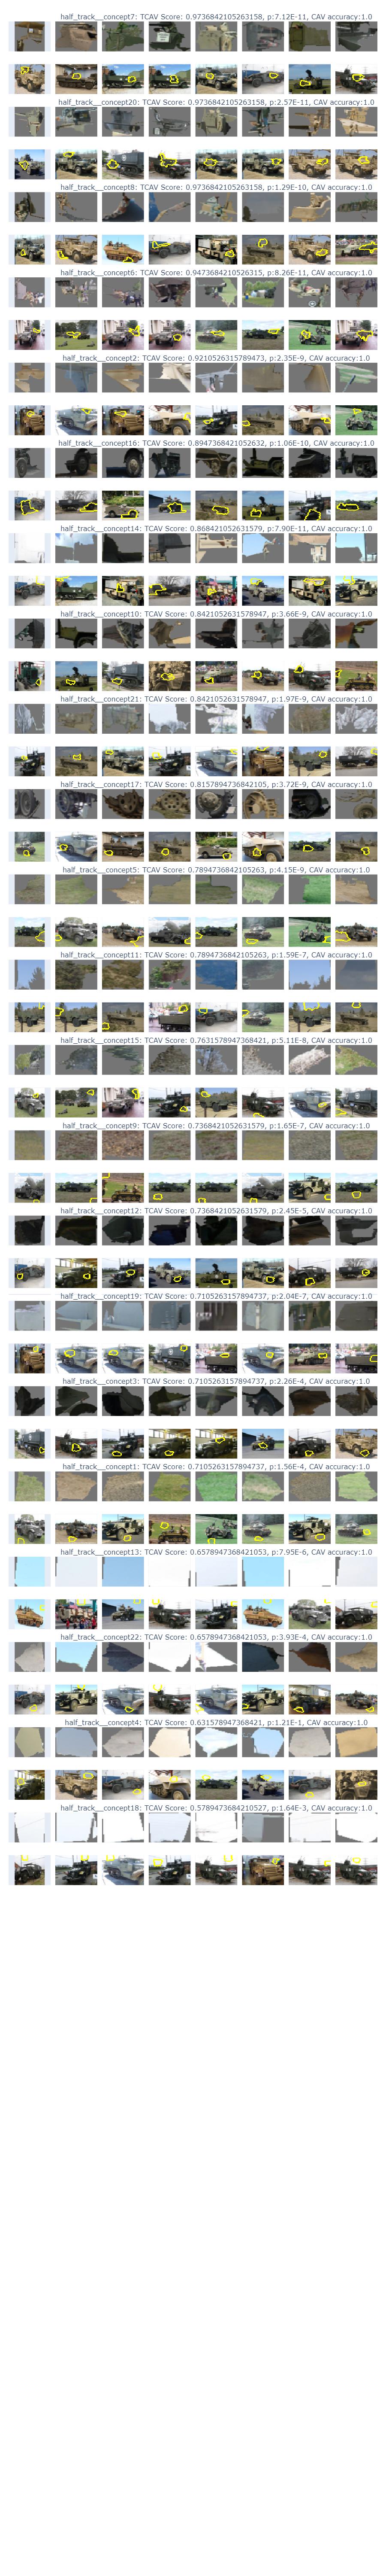 half_track__concept7: TCAV Score: 0.9736842105263158, p:7.12E-11, CAV accuracy:1.0
half_track__concept20: TCAV Score: 0.9736842105263158, p:2.57E-11, CAV accuracy:1.0
half_track__concept8: TCAV Score: 0.9736842105263158, p:1.29E-10, CAV accuracy:1.0
half_track__concept6: TCAV Score: 0.9473684210526315, p:8.26E-11, CAV accuracy:1.0
half_track__concept2: TCAV Score: 0.9210526315789473, p:2.35E-9, CAV accuracy:1.0
half_track__concept16: TCAV Score: 0.8947368421052632, p:1.06E-10, CAV accuracy:1.0
half_track__concept14: TCAV Score: 0.868421052631579, p:7.90E-11, CAV accuracy:1.0
half_track__concept10: TCAV Score: 0.8421052631578947, p:3.66E-9, CAV accuracy:1.0
half_track__concept21: TCAV Score: 0.8421052631578947, p:1.97E-9, CAV accuracy:1.0
half_track__concept17: TCAV Score: 0.8157894736842105, p:3.72E-9, CAV accuracy:1.0
half_track__concept5: TCAV Score: 0.7894736842105263, p:4.15E-9, CAV accuracy:1.0
half_track__concept11: TCAV Score: 0.7894736842105263, p:1.59E-7, CAV accuracy:1.0
half_track__concept15: TCAV Score: 0.7631578947368421, p:5.11E-8, CAV accuracy:1.0
half_track__concept9: TCAV Score: 0.7368421052631579, p:1.65E-7, CAV accuracy:1.0
half_track__concept12: TCAV Score: 0.7368421052631579, p:2.45E-5, CAV accuracy:1.0
half_track__concept19: TCAV Score: 0.7105263157894737, p:2.04E-7, CAV accuracy:1.0
half_track__concept3: TCAV Score: 0.7105263157894737, p:2.26E-4, CAV accuracy:1.0
half_track__concept1: TCAV Score: 0.7105263157894737, p:1.56E-4, CAV accuracy:1.0
half_track__concept13: TCAV Score: 0.6578947368421053, p:7.95E-6, CAV accuracy:1.0
half_track__concept22: TCAV Score: 0.6578947368421053, p:3.93E-4, CAV accuracy:1.0
half_track__concept4: TCAV Score: 0.631578947368421, p:1.21E-1, CAV accuracy:1.0
half_track__concept18: TCAV Score: 0.5789473684210527, p:1.64E-3, CAV accuracy:1.0